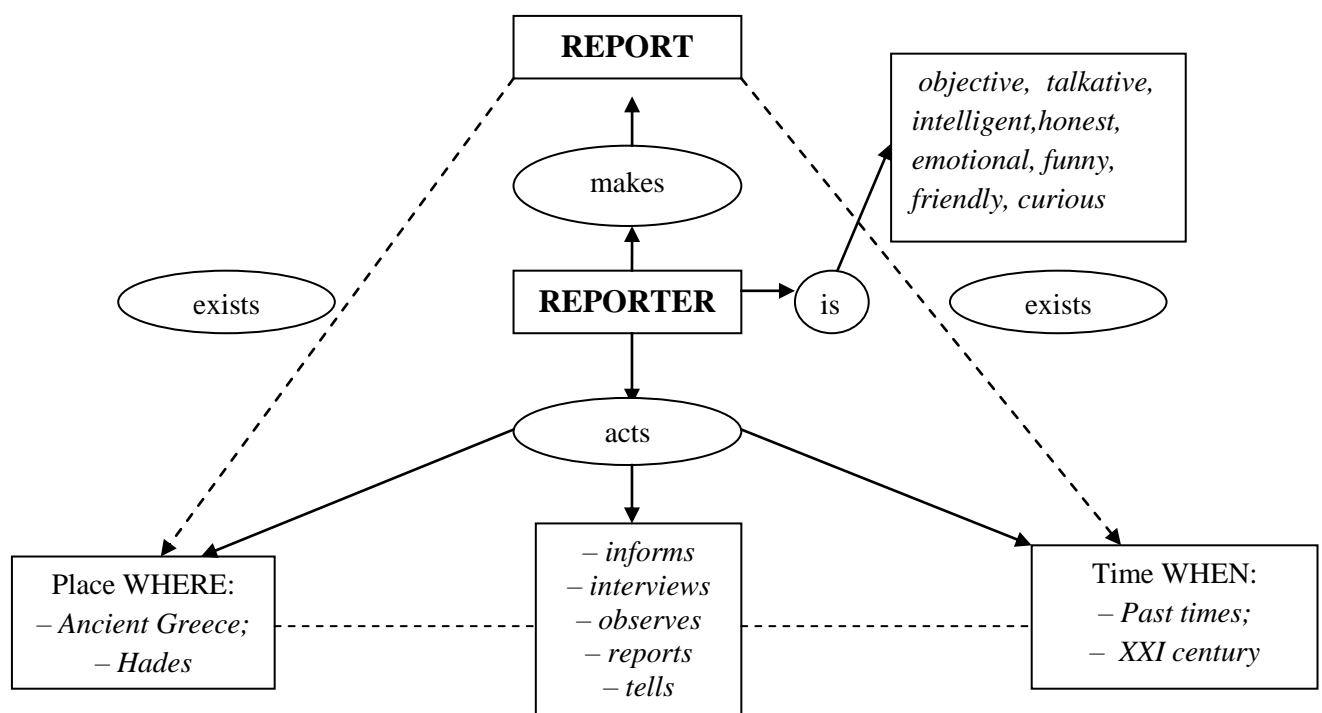 REPORT
objective, talkative,
intelligent,honest,
emotional, funny,
friendly, curious
makes
exists
REPORTER
is
exists
acts
Place WHERE:
– Ancient Greece;
– Hades
– informs
– interviews
– observes
– reports
– tells
Time WHEN:
– Past times;
– XXI century